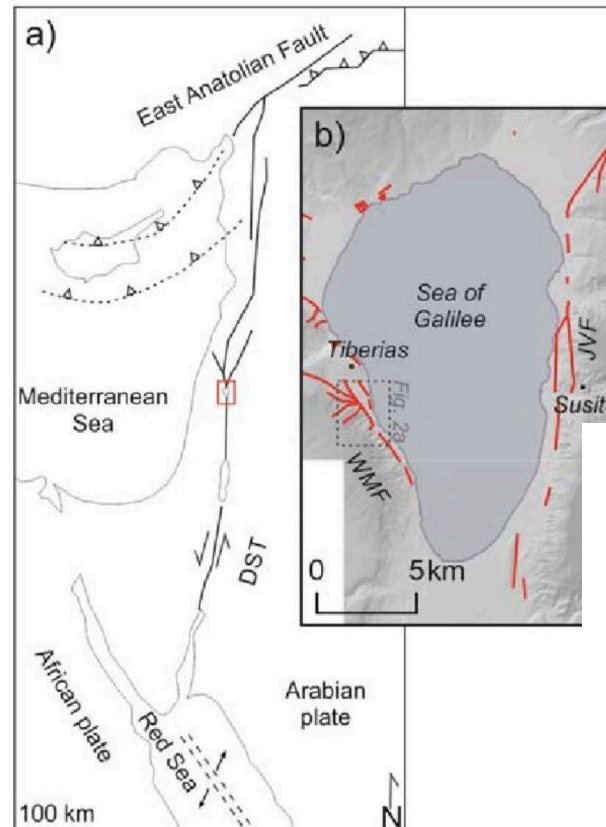 a)
East Anatolian Fault
Mediterranean
Sea
DST
African plate
Red Sea
Arabian
plate
N
100 km
b)
Sea of
Galilee
Tiberias
JVF
Susit
Fig. 2a
WMF
0 5km